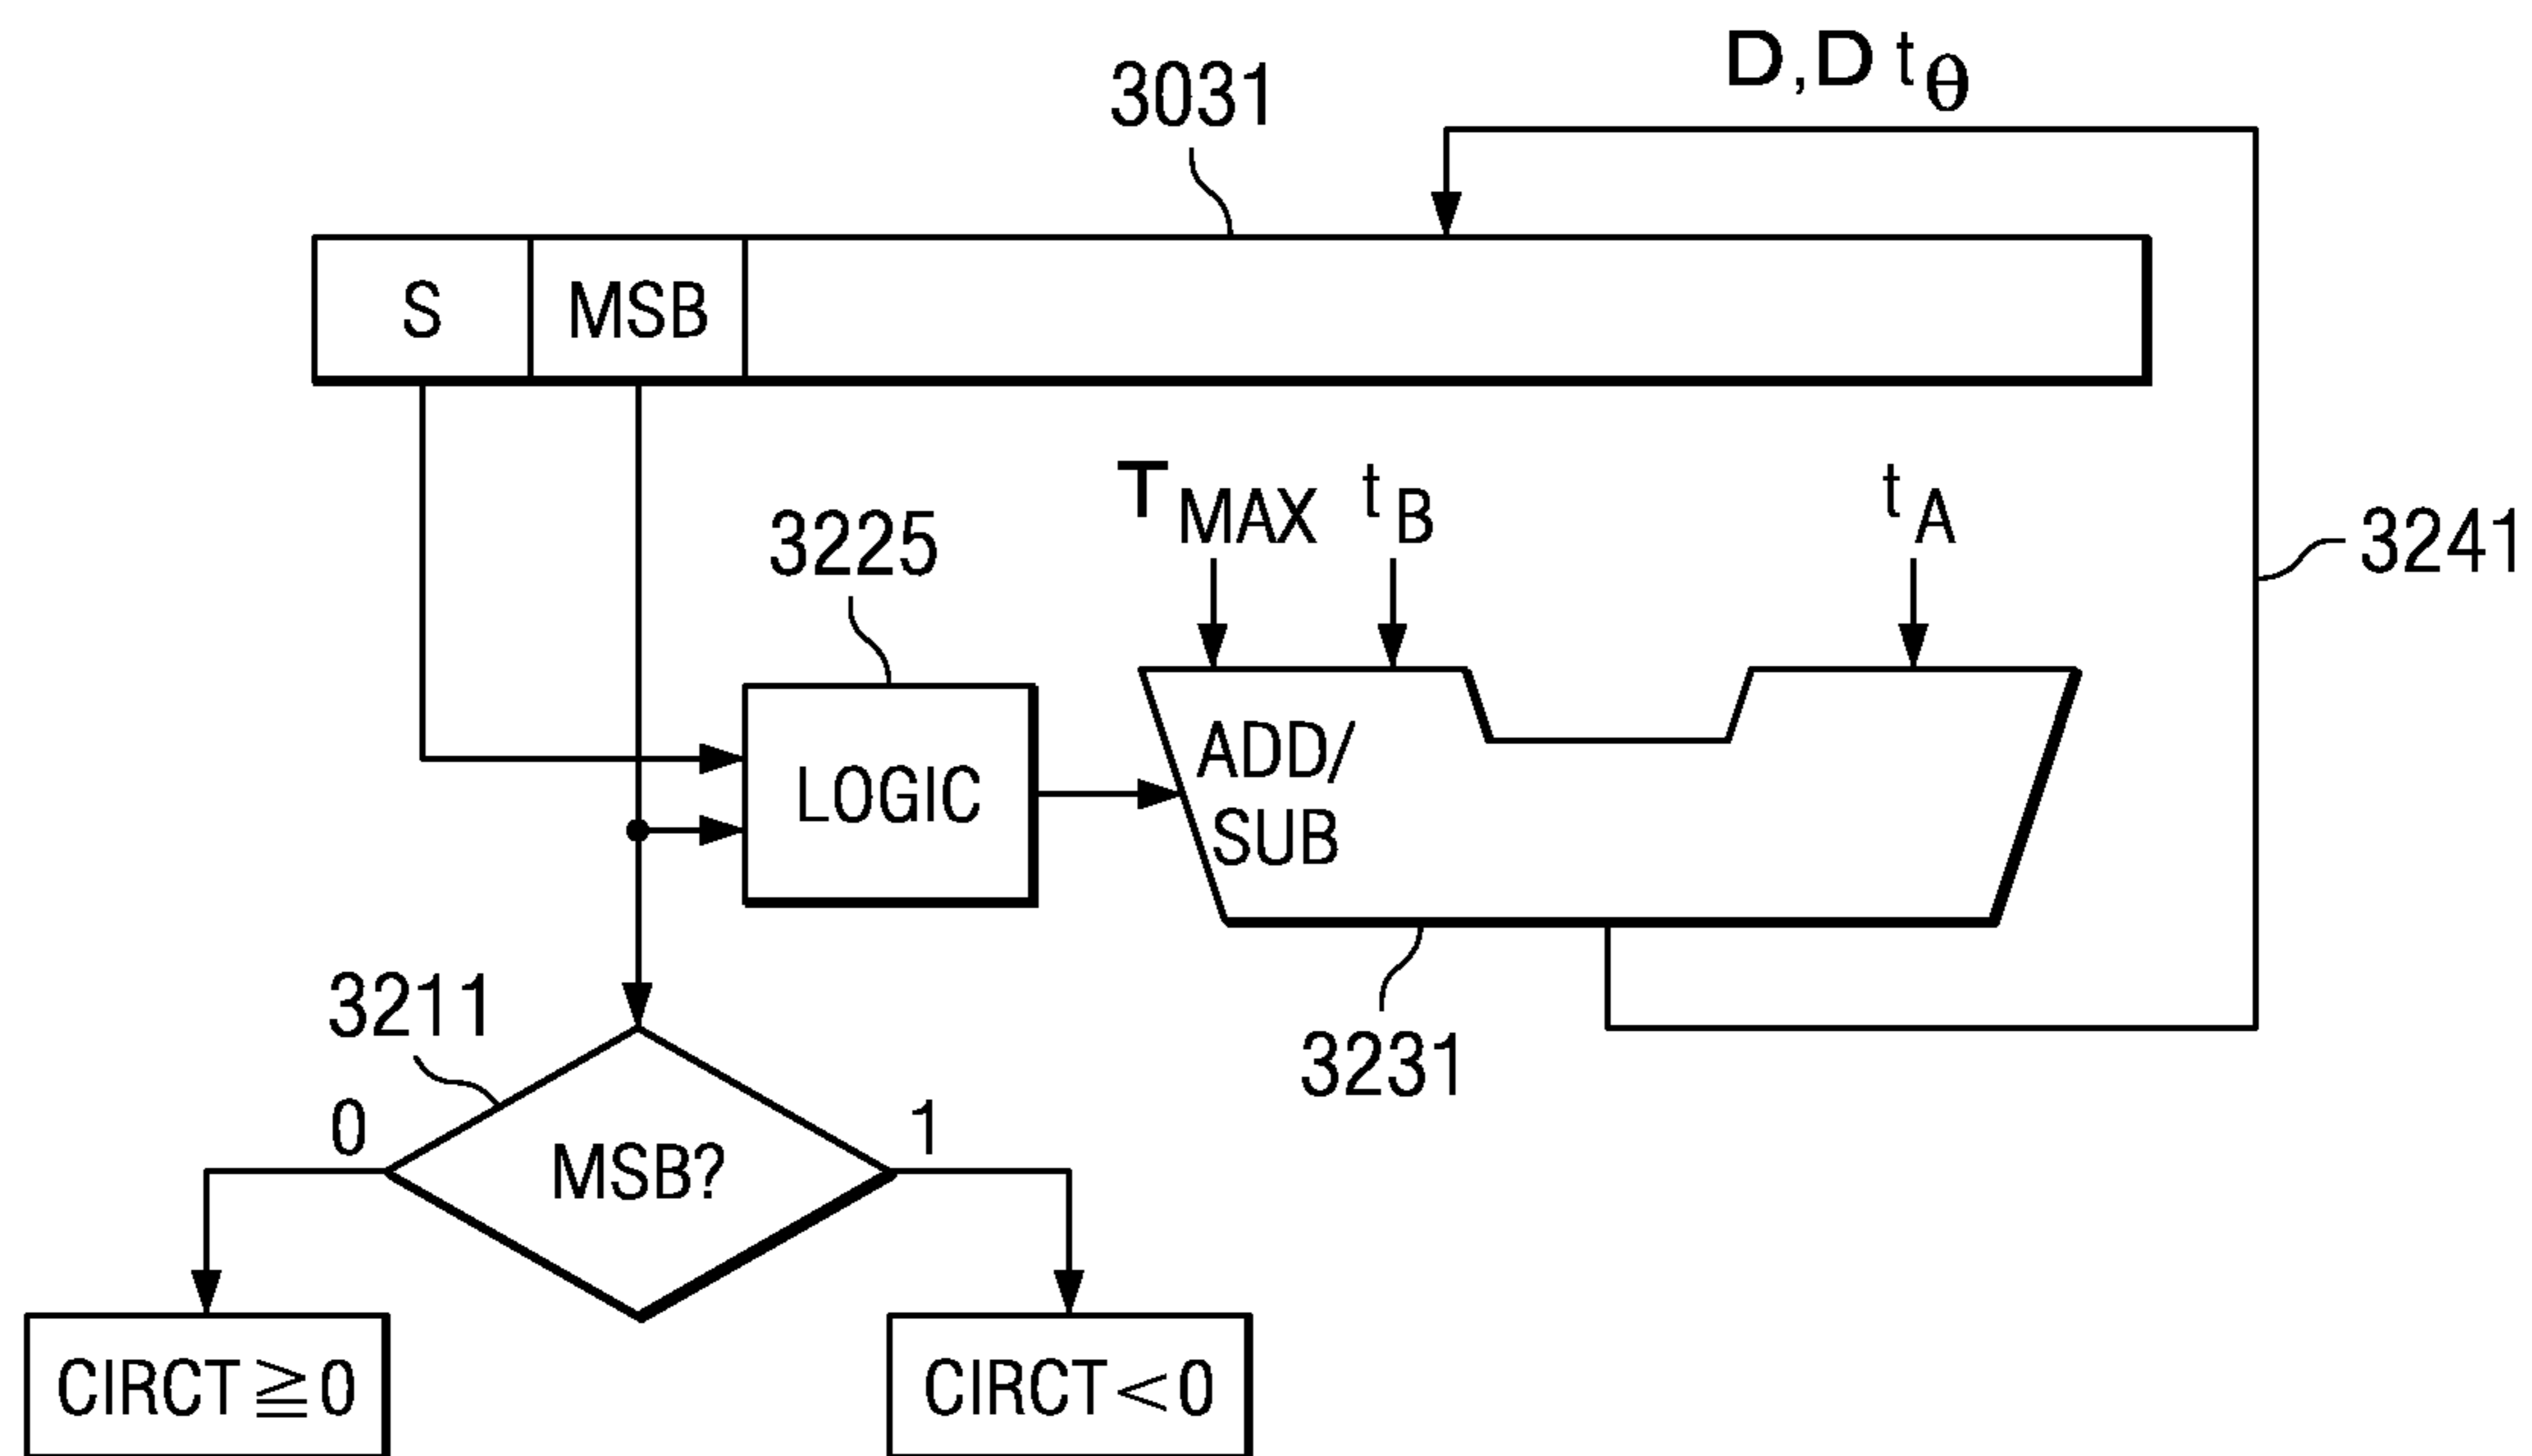 D,D tθ
3031
S
MSB
TMAX
tB
tA
3225
3241
LOGIC
ADD/
SUB
3211
3231
0
1
MSB?
CIRCT≧0
CIRCT<0